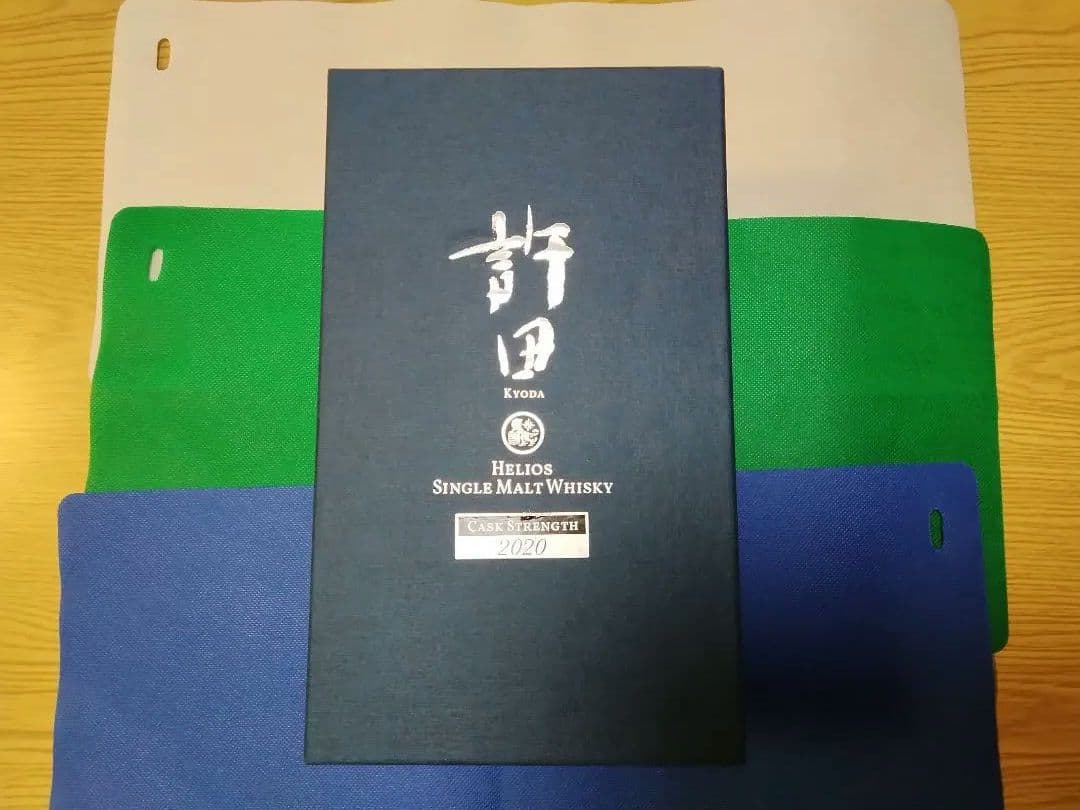 許田
KYODA
HELIOS
SINGLE MALT WHISKY
CASK STRENGTH
2020